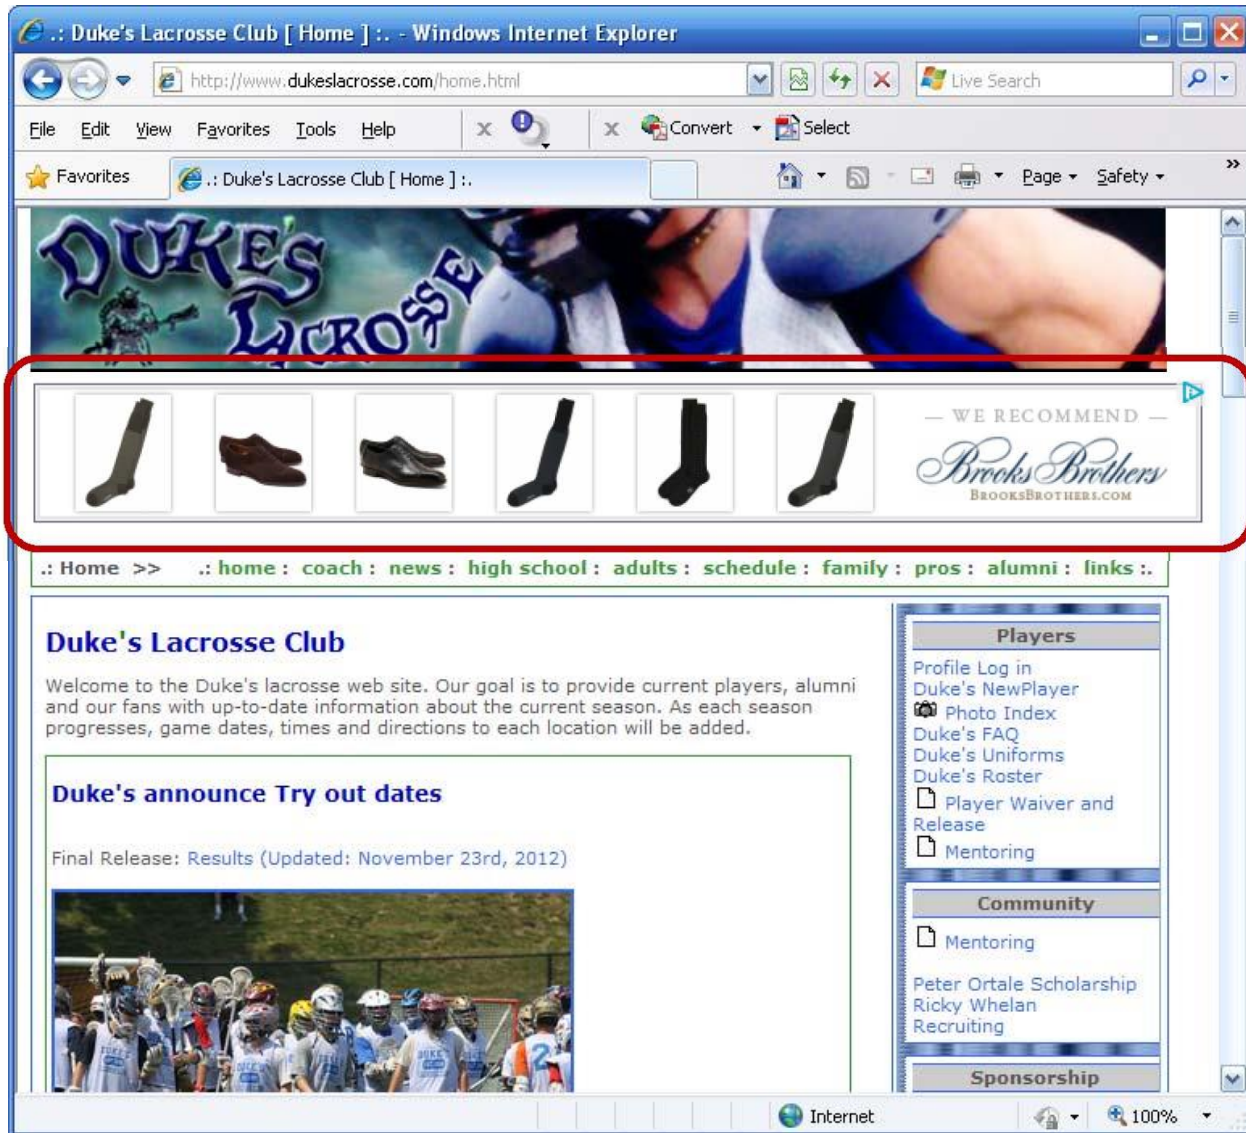 .: Duke's Lacrosse Club [ Home ] :. - Windows Internet Explorer
http://www.dukeslacrosse.com/home.html
Live Search
File Edit View Favorites Tools Help x x Convert Select
Favorites .: Duke's Lacrosse Club [ Home ] :. Page Safety »
DUKE'S
LACROSSE
— WE RECOMMEND —
Brooks Brothers
BROOKSBROTHERS.COM
.: Home >> .: home : coach : news : high school : adults : schedule : family : pros : alumni : links :.
Duke's Lacrosse Club
Welcome to the Duke's lacrosse web site. Our goal is to provide current players, alumni
and our fans with up-to-date information about the current season. As each season
progresses, game dates, times and directions to each location will be added.
Duke's announce Try out dates
Final Release: Results (Updated: November 23rd, 2012)
DUKE'S
2
Players
Profile Log in
Duke's NewPlayer
Photo Index
Duke's FAQ
Duke's Uniforms
Duke's Roster
Player Waiver and
Release
Mentoring
Community
Mentoring
Peter Ortale Scholarship
Ricky Whelan
Recruiting
Sponsorship
Internet 100%